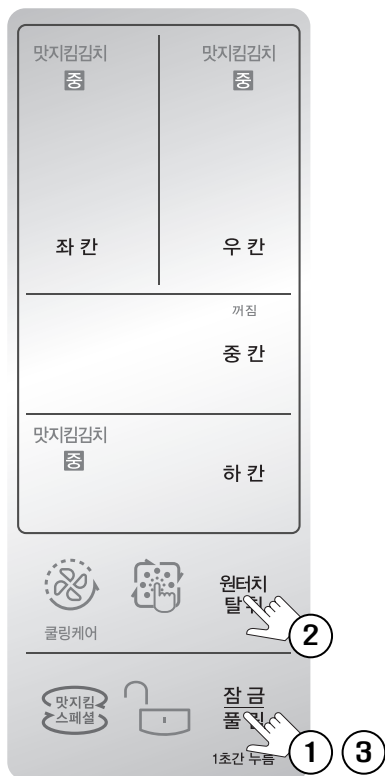 맛지킴김치 맛지킴김치
중 중
좌 칸 우 칸
꺼짐
중 칸
맛지킴김치
중
하 칸
원터치
탈취
쿨링케어
②
맛지킴
스페셜
잠 금
풀림
1초간 누름
① ③